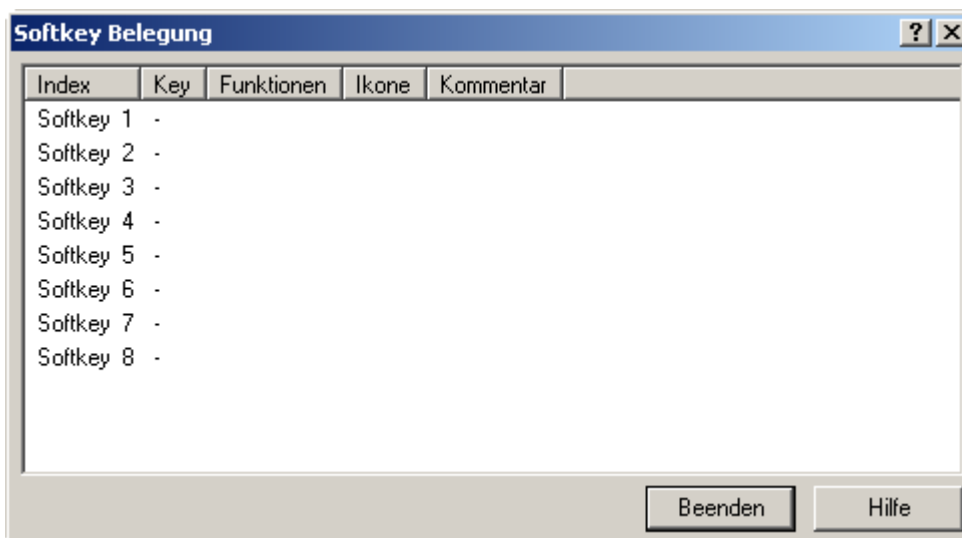 Softkey Belegung
Index Key Funktionen Ikone Kommentar
Softkey 1 -
Softkey 2 -
Softkey 3 -
Softkey 4 -
Softkey 5 -
Softkey 6 -
Softkey 7 -
Softkey 8 -
Beenden Hilfe